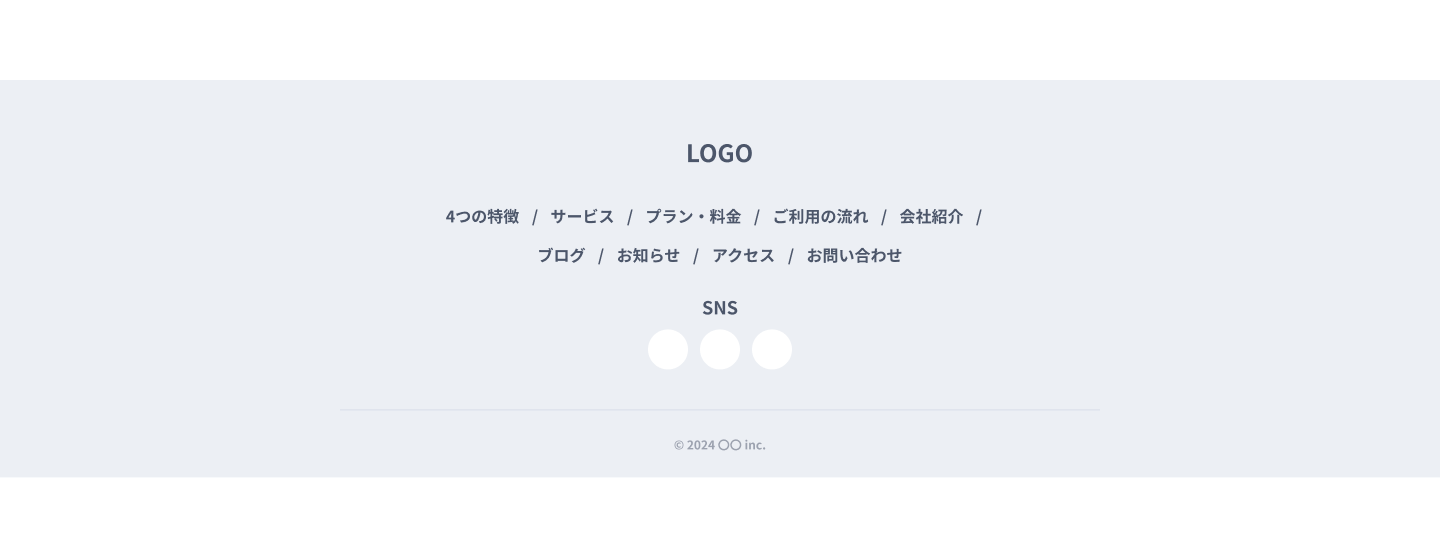 LOGO
4つの特徴 / サービス / プラン・料金 / ご利用の流れ / 会社紹介 /
ブログ / お知らせ / アクセス / お問い合わせ
SNS
© 2024 〇〇 inc.